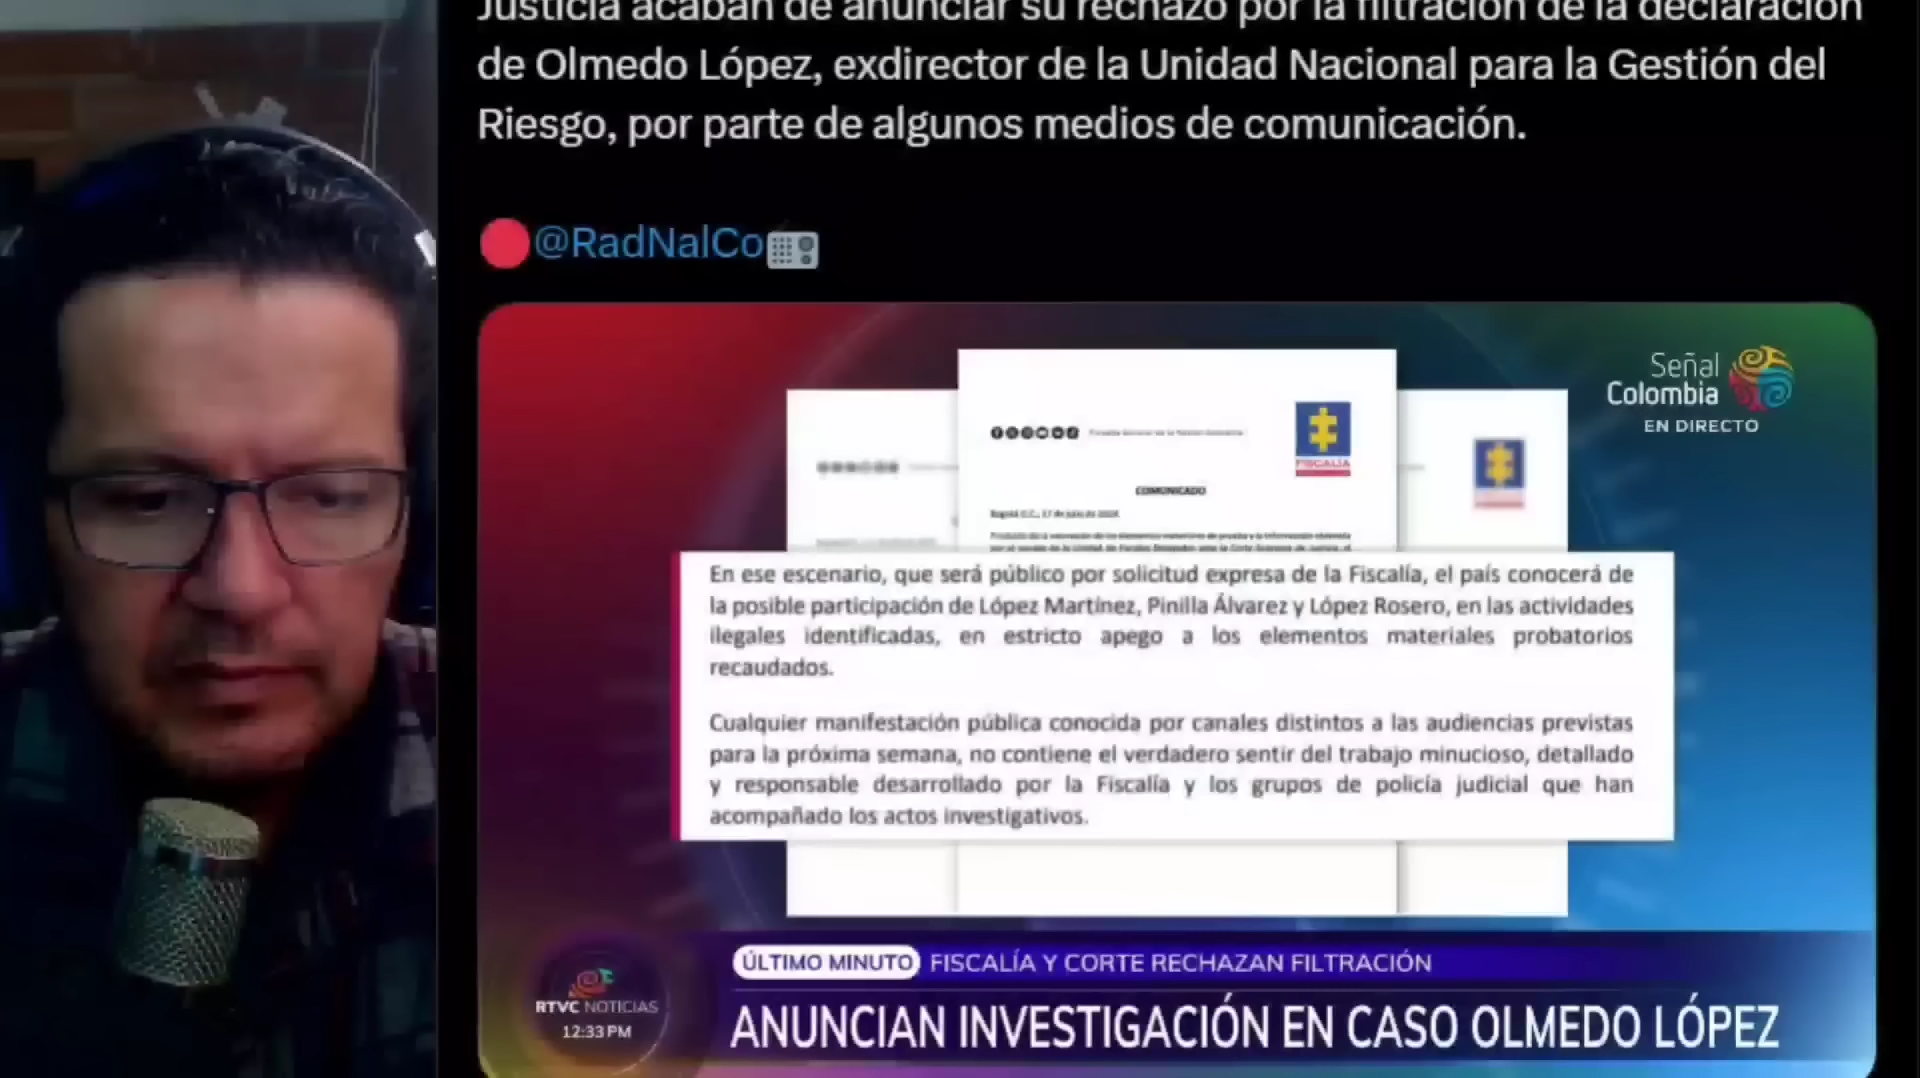 Justicia acaban de anunciar su rechazo por la filtración de la declaración
de Olmedo López, exdirector de la Unidad Nacional para la Gestión del
Riesgo, por parte de algunos medios de comunicación.
@RadNalCo
Señal
Colombia
EN DIRECTO
FISCALÍA
COMUNICADO
En ese escenario, que será público por solicitud expresa de la Fiscalía, el país conocerá de
la posible participación de López Martínez, Pinilla Álvarez y López Rosero, en las actividades
ilegales identificadas, en estricto apego a los elementos materiales probatorios
recaudados.
Cualquier manifestación pública conocida por canales distintos a las audiencias previstas
para la próxima semana, no contiene el verdadero sentir del trabajo minucioso, detallado
y responsable desarrollado por la Fiscalía y los grupos de policía judicial que han
acompañado los actos investigativos.
ÚLTIMO MINUTO FISCALÍA Y CORTE RECHAZAN FILTRACIÓN
RTVC NOTICIAS
12:33 PM
ANUNCIAN INVESTIGACIÓN EN CASO OLMEDO LÓPEZ